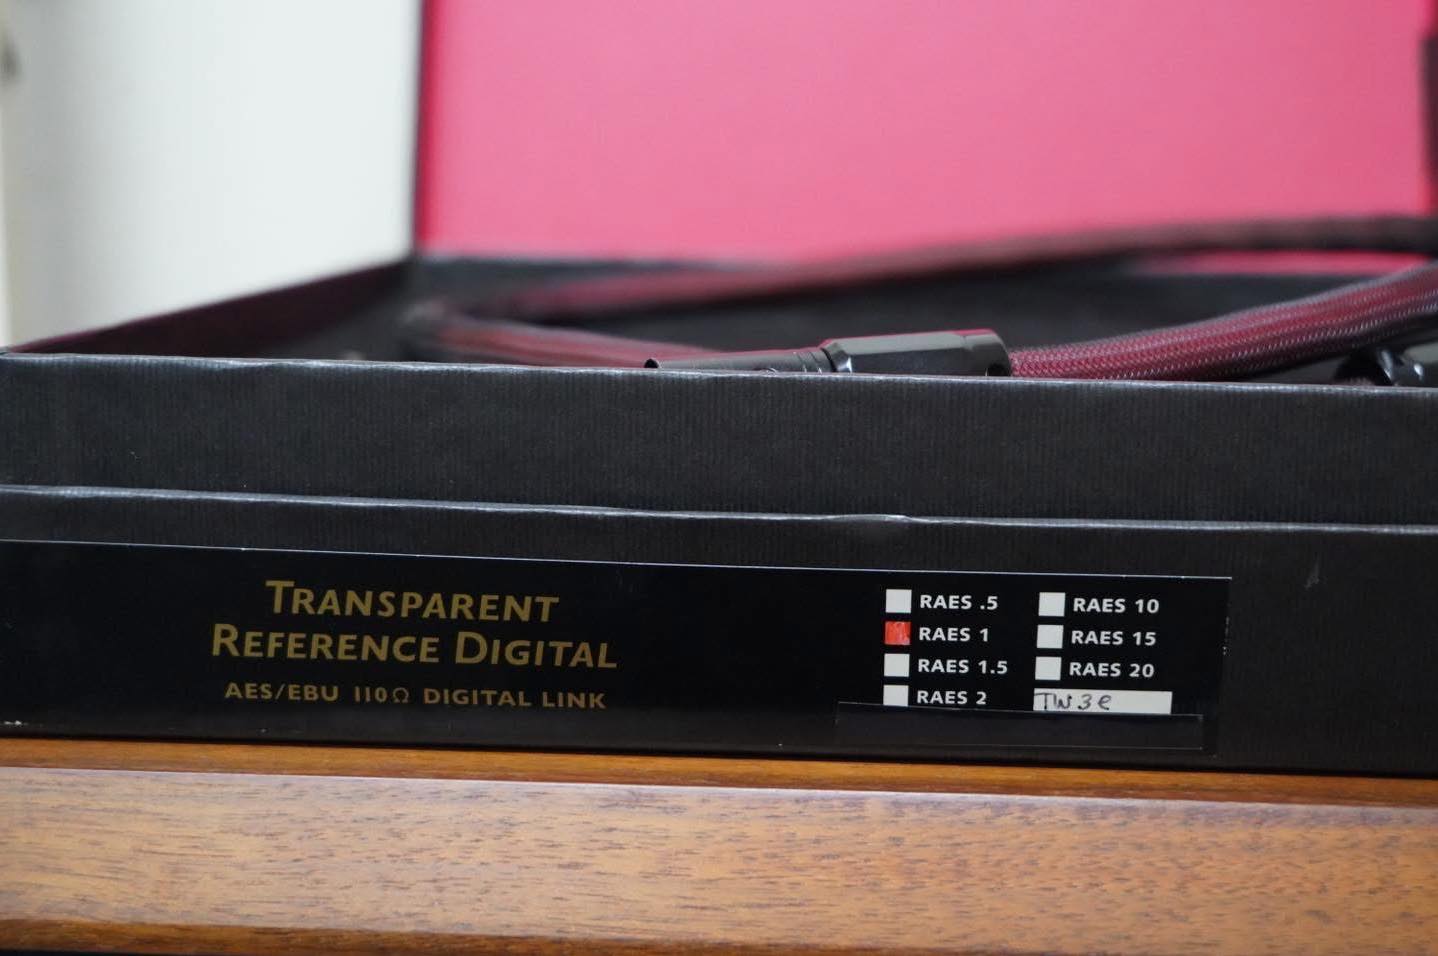 TRANSPARENT
REFERENCE DIGITAL
AES/EBU 110Ω DIGITAL LINK
RAES .5
RAES 1
RAES 1.5
RAES 2
RAES 10
RAES 15
RAES 20
TW3e